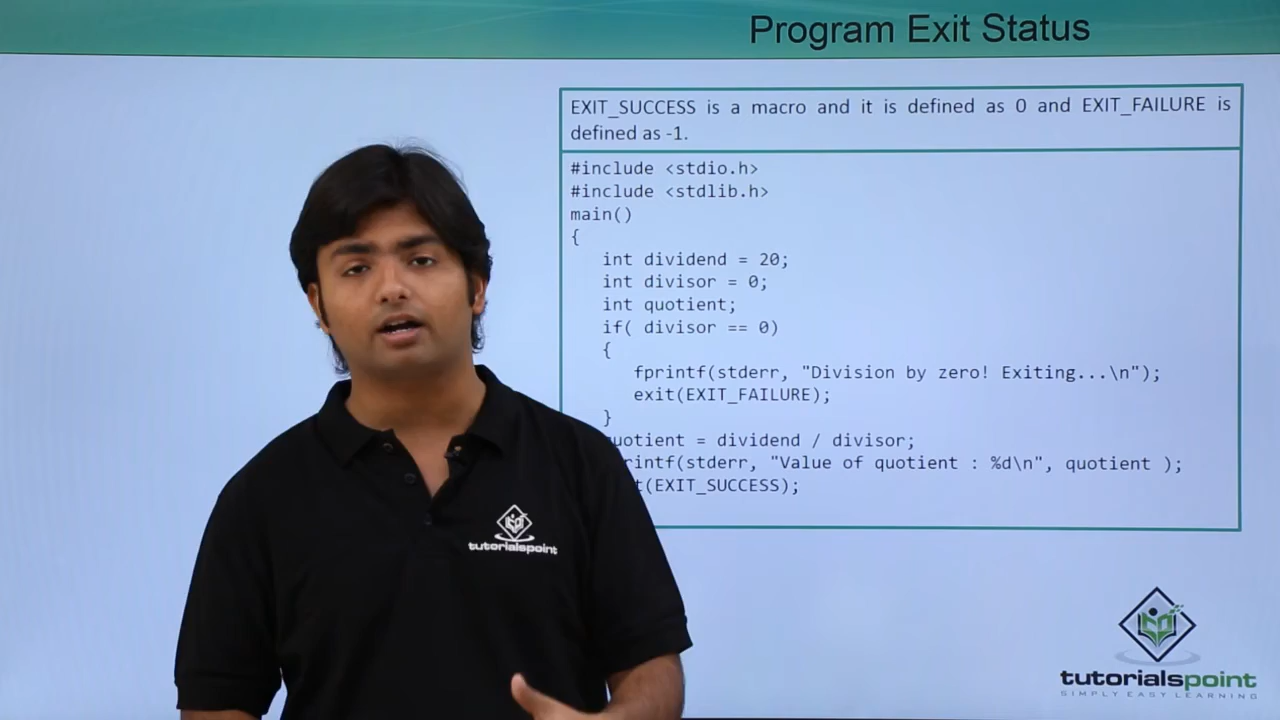 Program Exit Status
EXIT_SUCCESS is a macro and it is defined as 0 and EXIT_FAILURE is
defined as -1.
#include <stdio.h>
#include <stdlib.h>
main()
{
int dividend = 20;
int divisor = 0;
int quotient;
if( divisor == 0)
{
fprintf(stderr, "Division by zero! Exiting...\n");
exit(EXIT_FAILURE);
}
uotient = dividend / divisor;
rintf(stderr, "Value of quotient : %d\n", quotient );
t(EXIT_SUCCESS);
tutorialspoint
tutorialspoint
SIMPLY EASY LEARNING